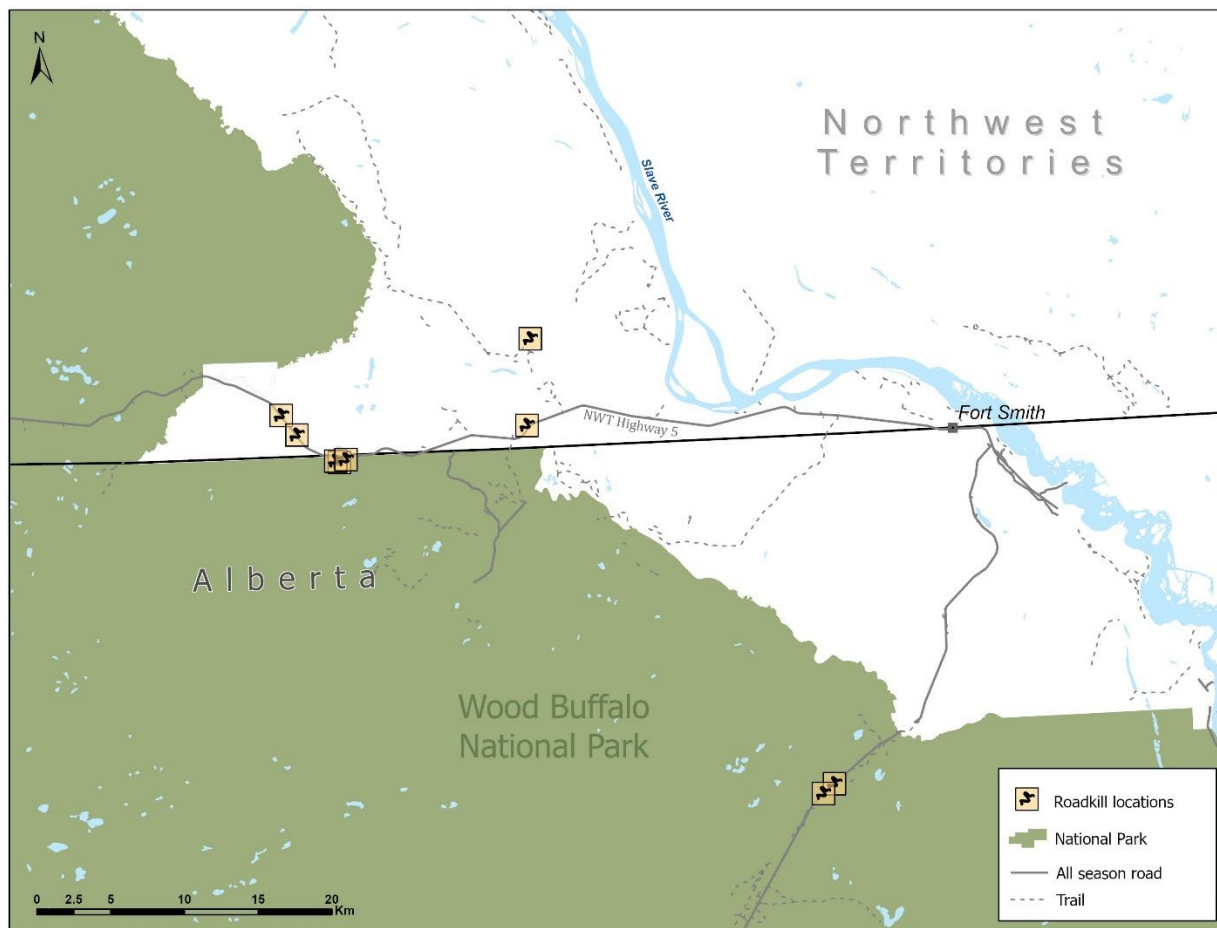 N
Northwest
Territories
Slave River
Fort Smith
NWT Highway 5
Alberta
Wood Buffalo
National Park
Roadkill locations
National Park
All season road
Trail
0 2.5 5 10 15 20
Km